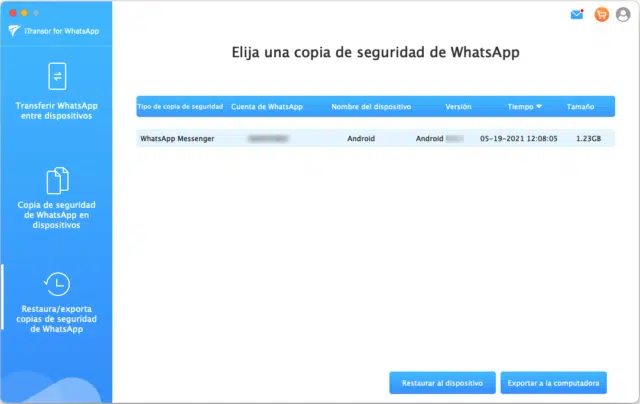 iTransor for WhatsApp
Elija una copia de seguridad de WhatsApp
Transferir WhatsApp
entre dispositivos
Copia de seguridad
de WhatsApp en
dispositivos
Restaura/exporta
copias de seguridad
de WhatsApp
Tipo de copia de seguridad Cuenta de WhatsApp Nombre del dispositivo Versión Tiempo Tamaño
WhatsApp Messenger Android Android 05-19-2021 12:08:05 1.23GB
Restaurar al dispositivo Exportar a la computadora